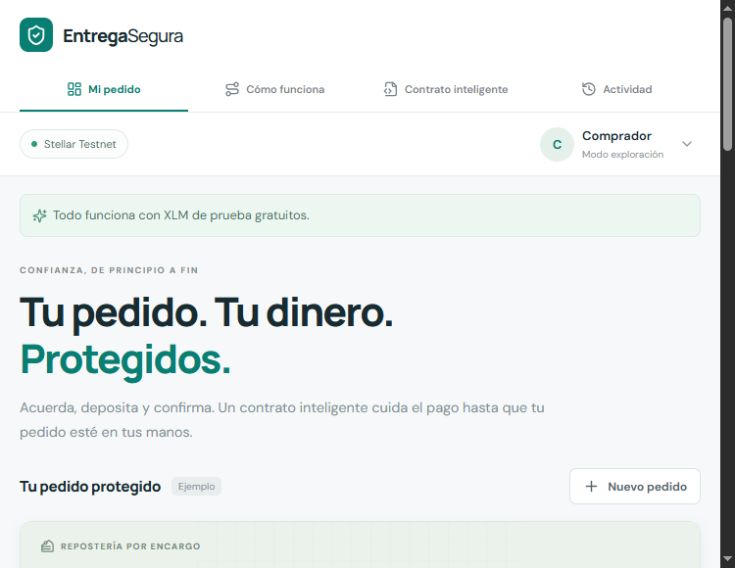 EntregaSegura
Mi pedido
Cómo funciona
Contrato inteligente
Actividad
Stellar Testnet
C
Comprador
Modo exploración
Todo funciona con XLM de prueba gratuitos.
CONFIANZA, DE PRINCIPIO A FIN
Tu pedido. Tu dinero.
Protegidos.
Acuerda, deposita y confirma. Un contrato inteligente cuida el pago hasta que tu
pedido esté en tus manos.
Tu pedido protegido
Ejemplo
Nuevo pedido
REPOSTERÍA POR ENCARGO